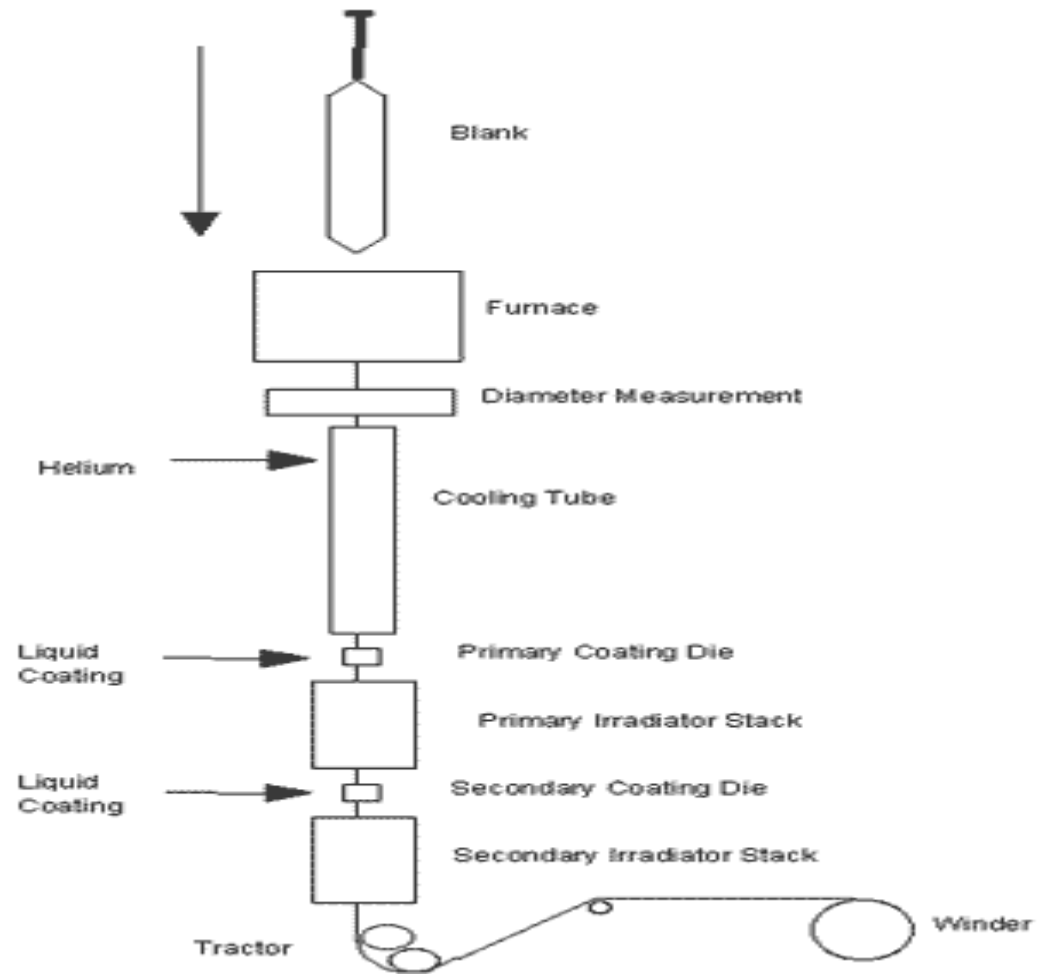 Blank
Furnace
Diameter Measurement
Helium
Cooling Tube
Liquid
Coating
Primary Coating Die
Primary Irradiator Stack
Liquid
Coating
Secondary Coating Die
Secondary Irradiator Stack
Tractor
Winder